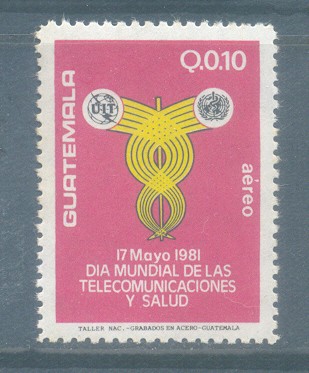 Q.0.10
GUATEMALA
UIT
aéreo
17 Mayo 1981
DIA MUNDIAL DE LAS
TELECOMUNICACIONES
Y SALUD
TALLER NAC.-GRABADOS EN ACERO-GUATEMALA